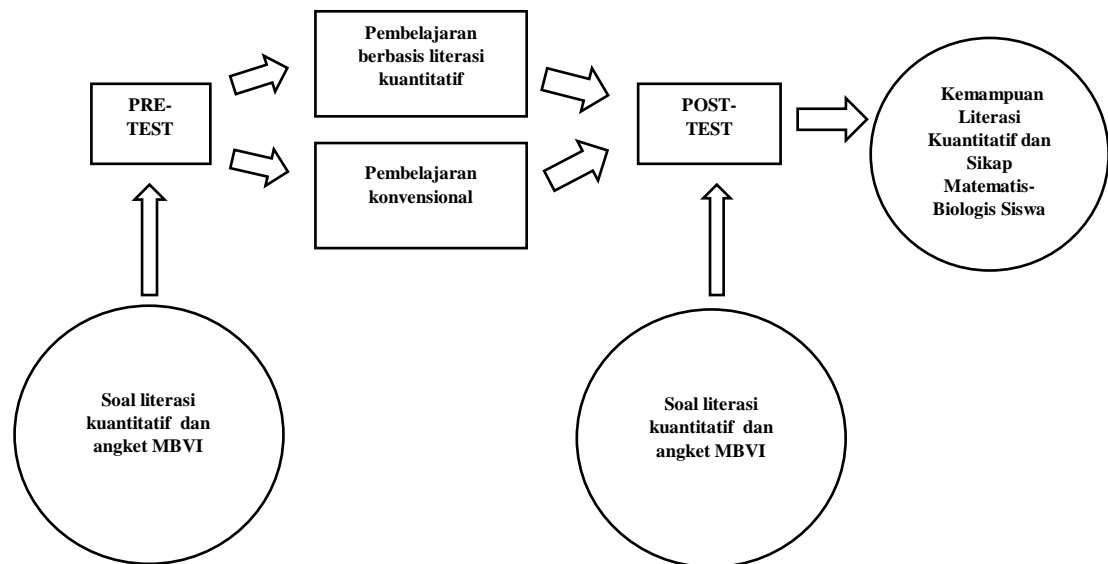 PRE-
TEST
Pembelajaran
berbasis literasi
kuantitatif
Pembelajaran
konvensional
POST-
TEST
Kemampuan
Literasi
Kuantitatif dan
Sikap
Matematis-
Biologis Siswa
Soal literasi
kuantitatif dan
angket MBVI
Soal literasi
kuantitatif dan
angket MBVI